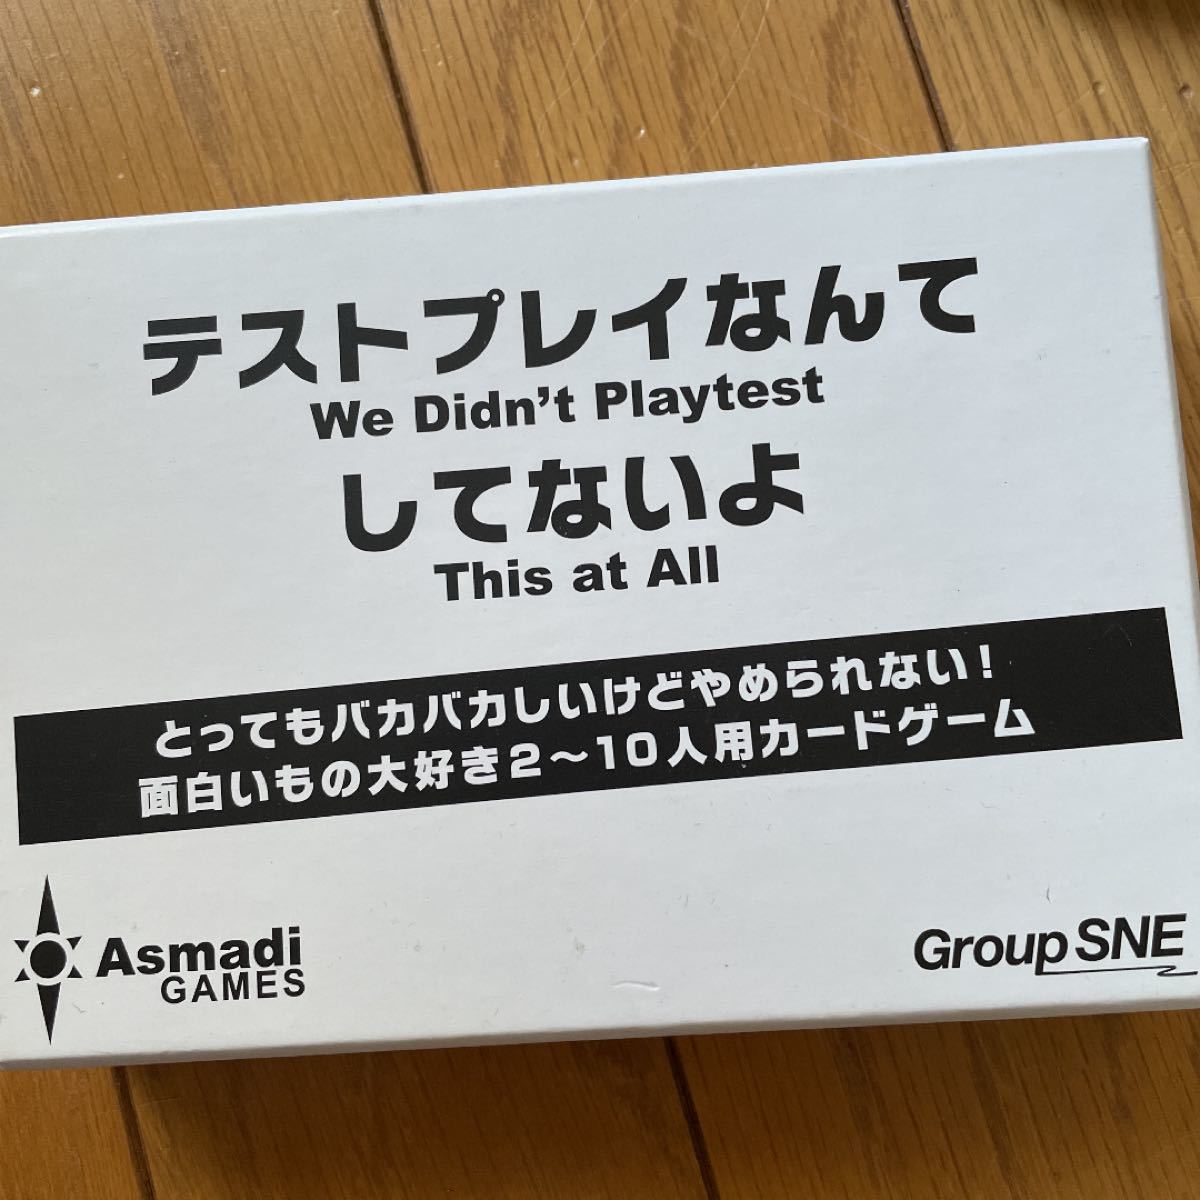 テストプレイなんて
We Didn't Playtest
してないよ
This at All
とってもバカバカしいけどやめられない!
面白いもの大好き2～10人用カードゲーム
Asmadi
GAMES
Group SNE